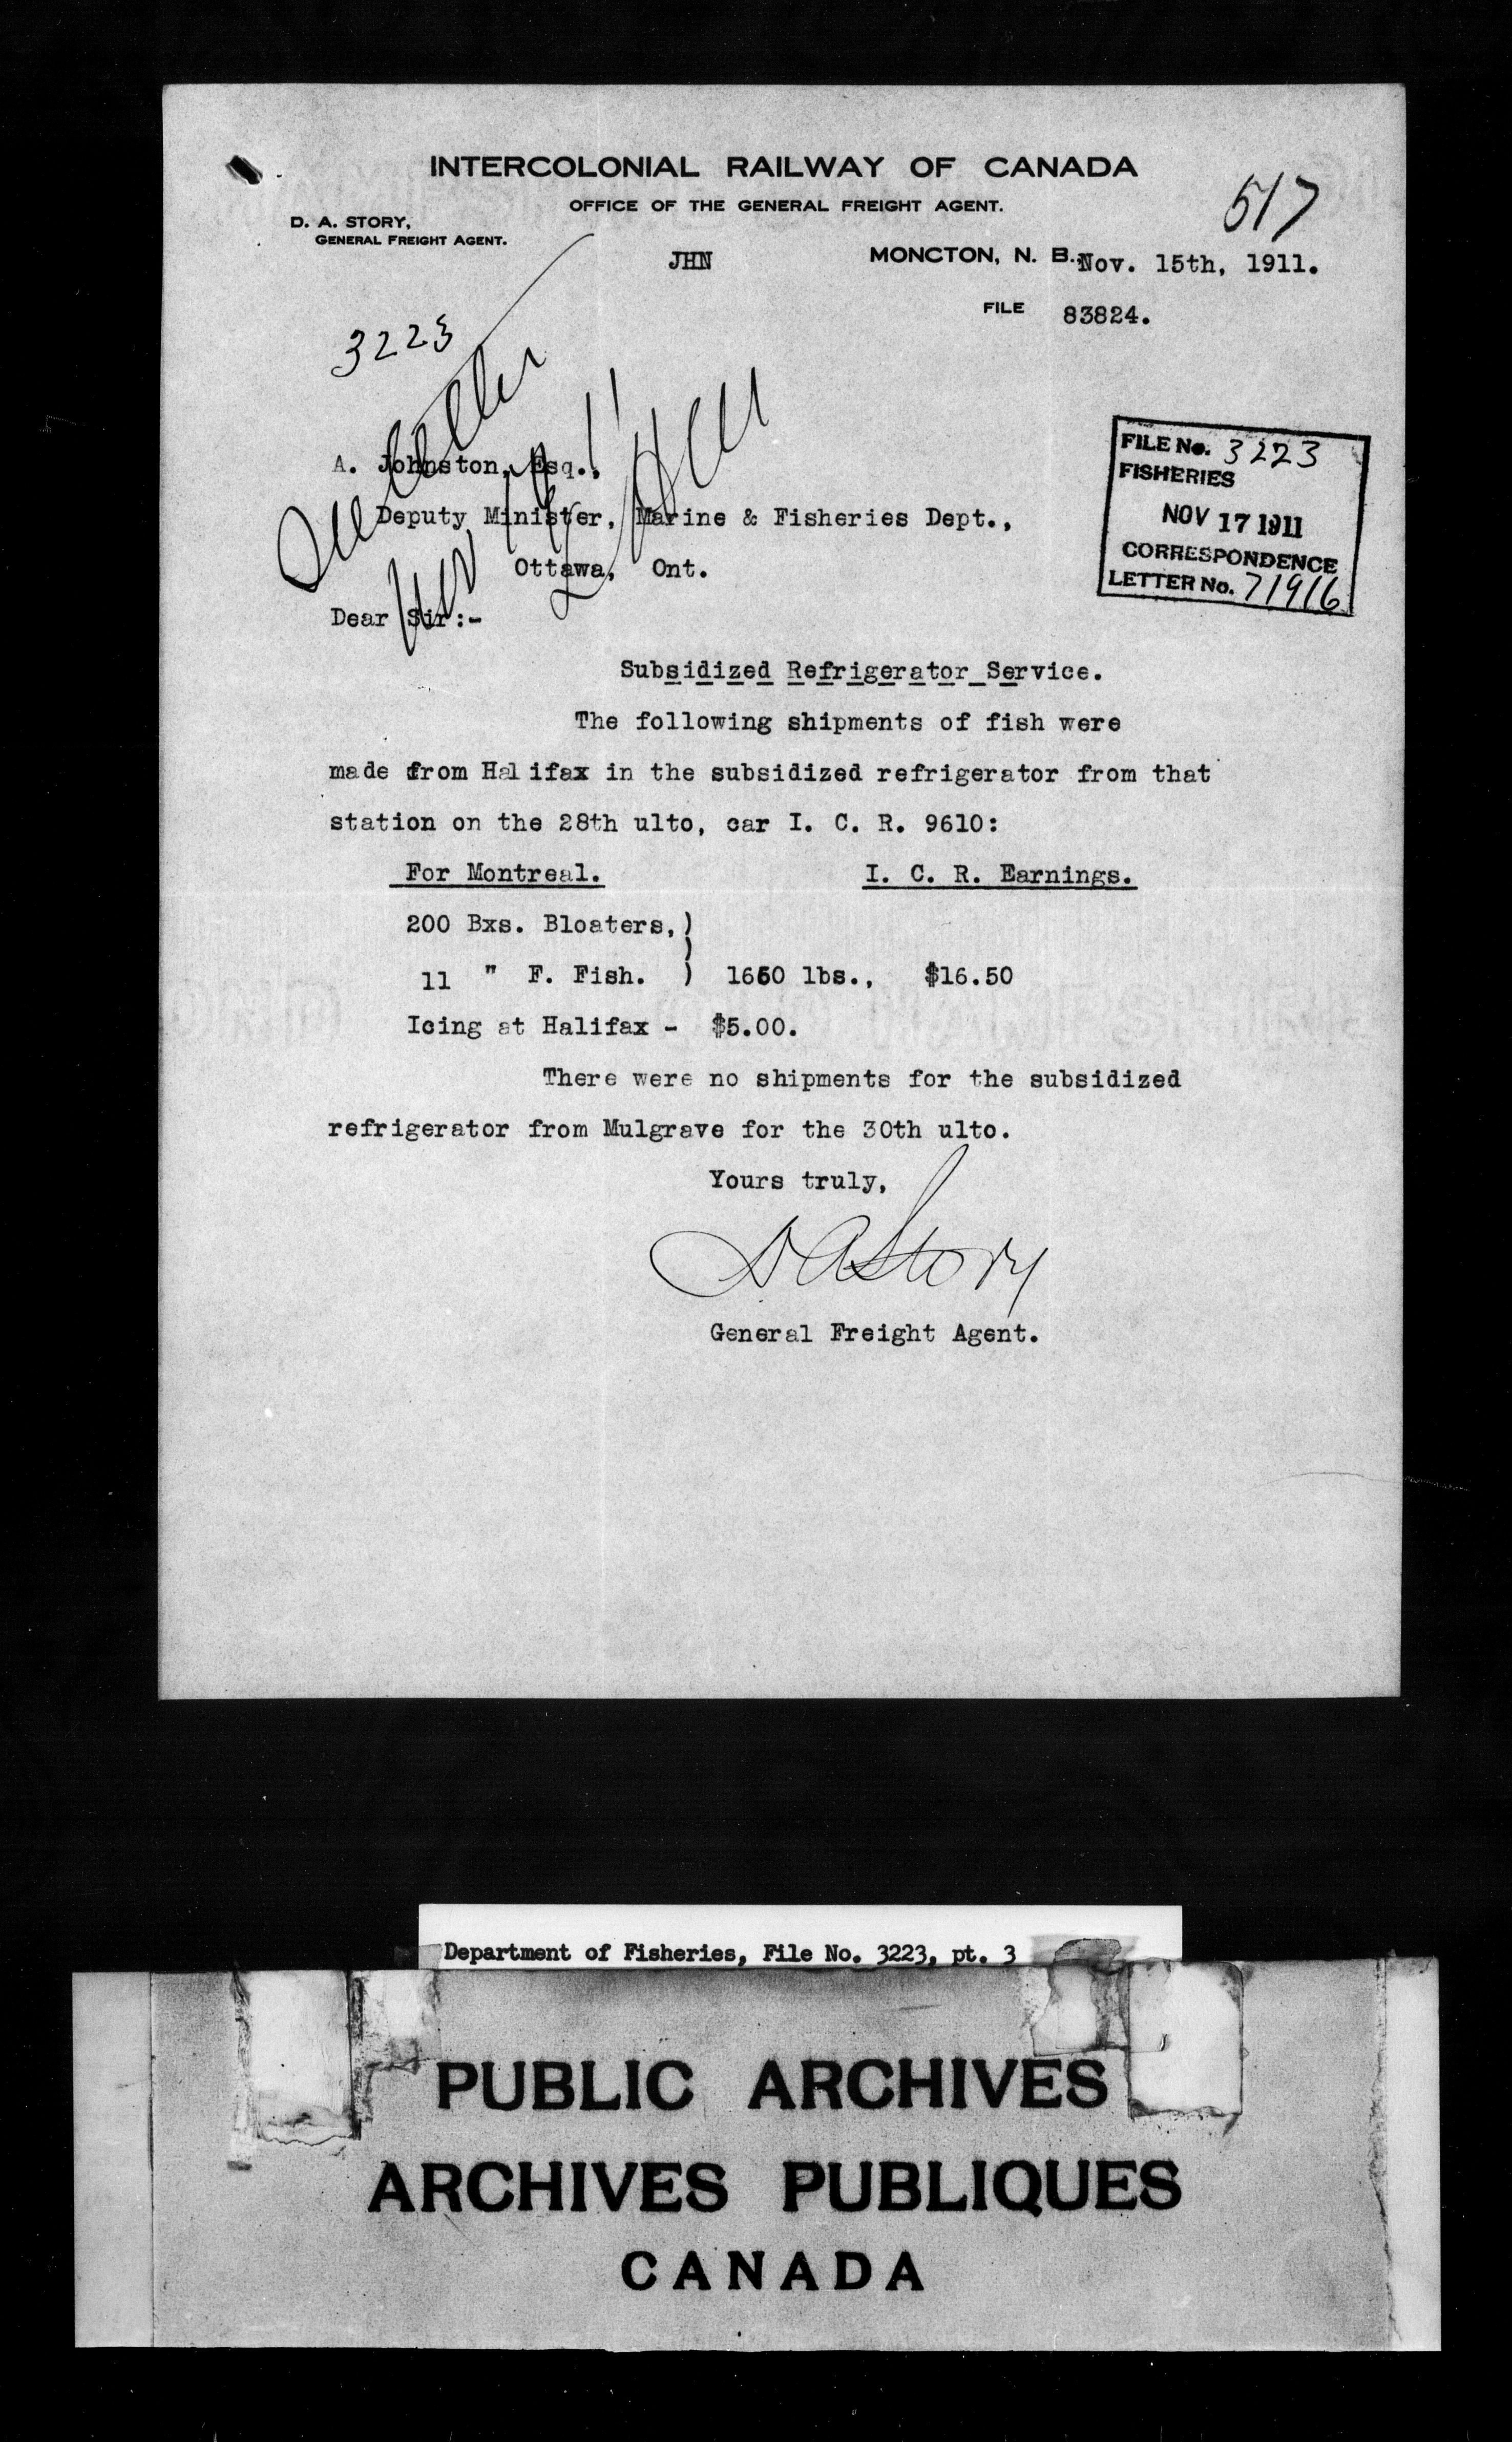 INTERCOLONIAL RAILWAY OF CANADA
OFFICE OF THE GENERAL FREIGHT AGENT.
517
D. A. STORY,
GENERAL FREIGHT AGENT.
JHN
MONCTON, N. B., Nov. 15th, 1911.
FILE 83824.
3223
A. Johnston, Esq.,
Deputy Minister, Marine & Fisheries Dept.,
Ottawa, Ont.
FILE No. 3223
FISHERIES
NOV 17 1911
CORRESPONDENCE
LETTER No. 71916
Dear Sir:-
Subsidized Refrigerator Service.
The following shipments of fish were
made from Halifax in the subsidized refrigerator from that
station on the 28th ulto, car I. C. R. 9610:
For Montreal. I. C. R. Earnings.
200 Bxs. Bloaters, )
)
11 " F. Fish. ) 1650 lbs., $16.50
Icing at Halifax - $5.00.
There were no shipments for the subsidized
refrigerator from Mulgrave for the 30th ulto.
Yours truly,
D A Story
General Freight Agent.
Department of Fisheries, File No. 3223, pt. 3
PUBLIC ARCHIVES
ARCHIVES PUBLIQUES
CANADA